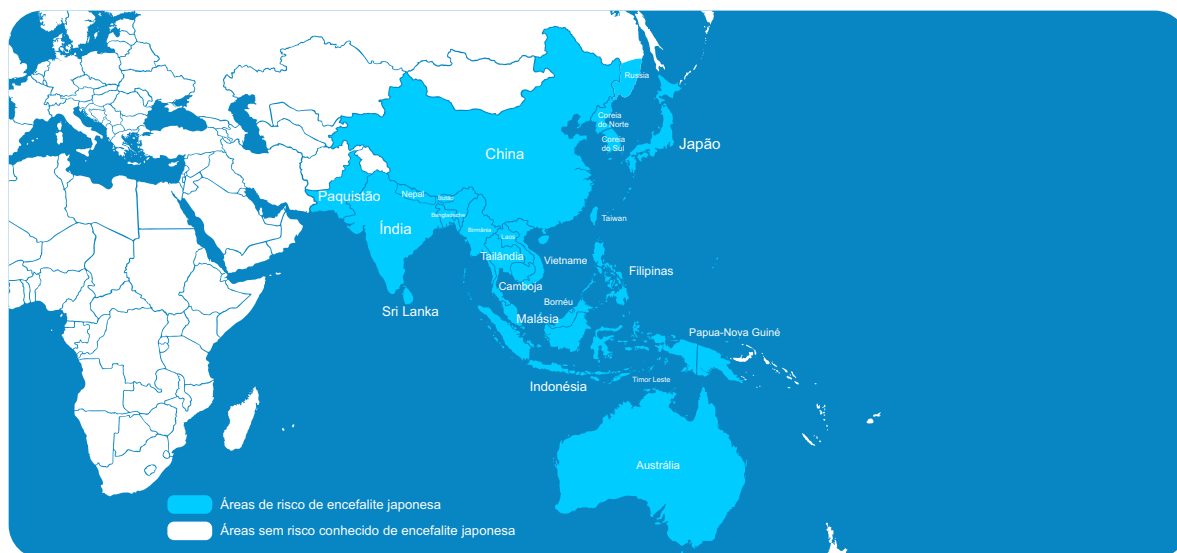 Russia
Coreia
do Norte
Coreia
do Sul
Japão
China
Paquistão
Nepal
Butão
Bangladeche
Índia
Birmânia
Laos
Taiwan
Tailândia
Vietname
Filipinas
Camboja
Bornéu
Sri Lanka
Malásia
Papua-Nova Guiné
Indonésia
Timor Leste
Austrália
Áreas de risco de encefalite japonesa
Áreas sem risco conhecido de encefalite japonesa